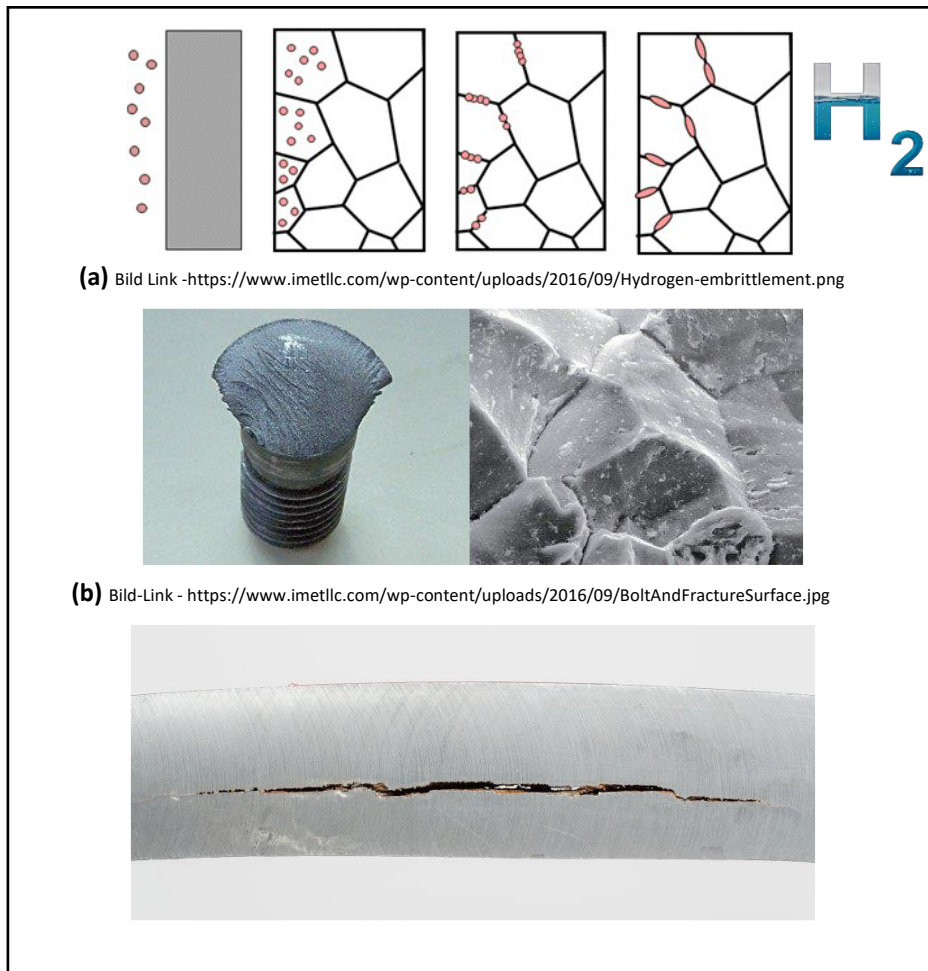 H2
(a) Bild Link -https://www.imetllc.com/wp-content/uploads/2016/09/Hydrogen-embrittlement.png
(b) Bild-Link - https://www.imetllc.com/wp-content/uploads/2016/09/BoltAndFractureSurface.jpg